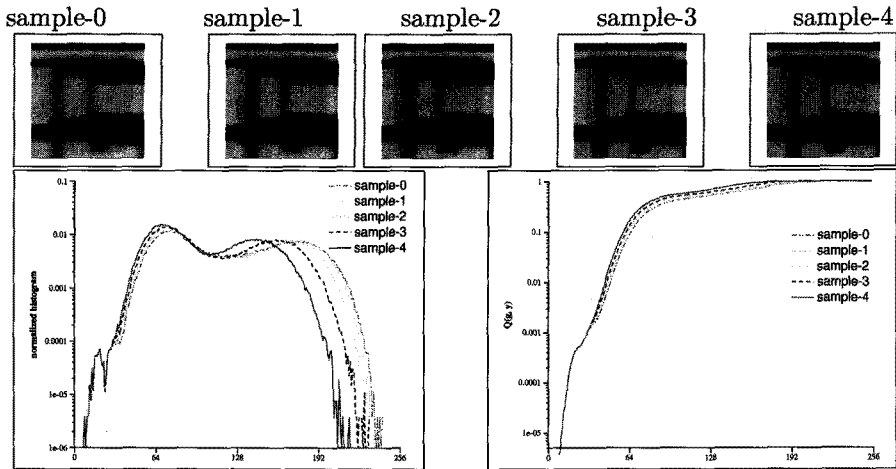 sample-0 sample-1 sample-2 sample-3 sample-4
0.1
0.01
0.001
0.0001
1e-05
1e-06
normalized histogram
0 64 128 192 256
sample-0
sample-1
sample-2
sample-3
sample-4
1
0.1
0.01
0.001
0.0001
1e-05
Q(g, y)
0 64 128 192 256
sample-0
sample-1
sample-2
sample-3
sample-4